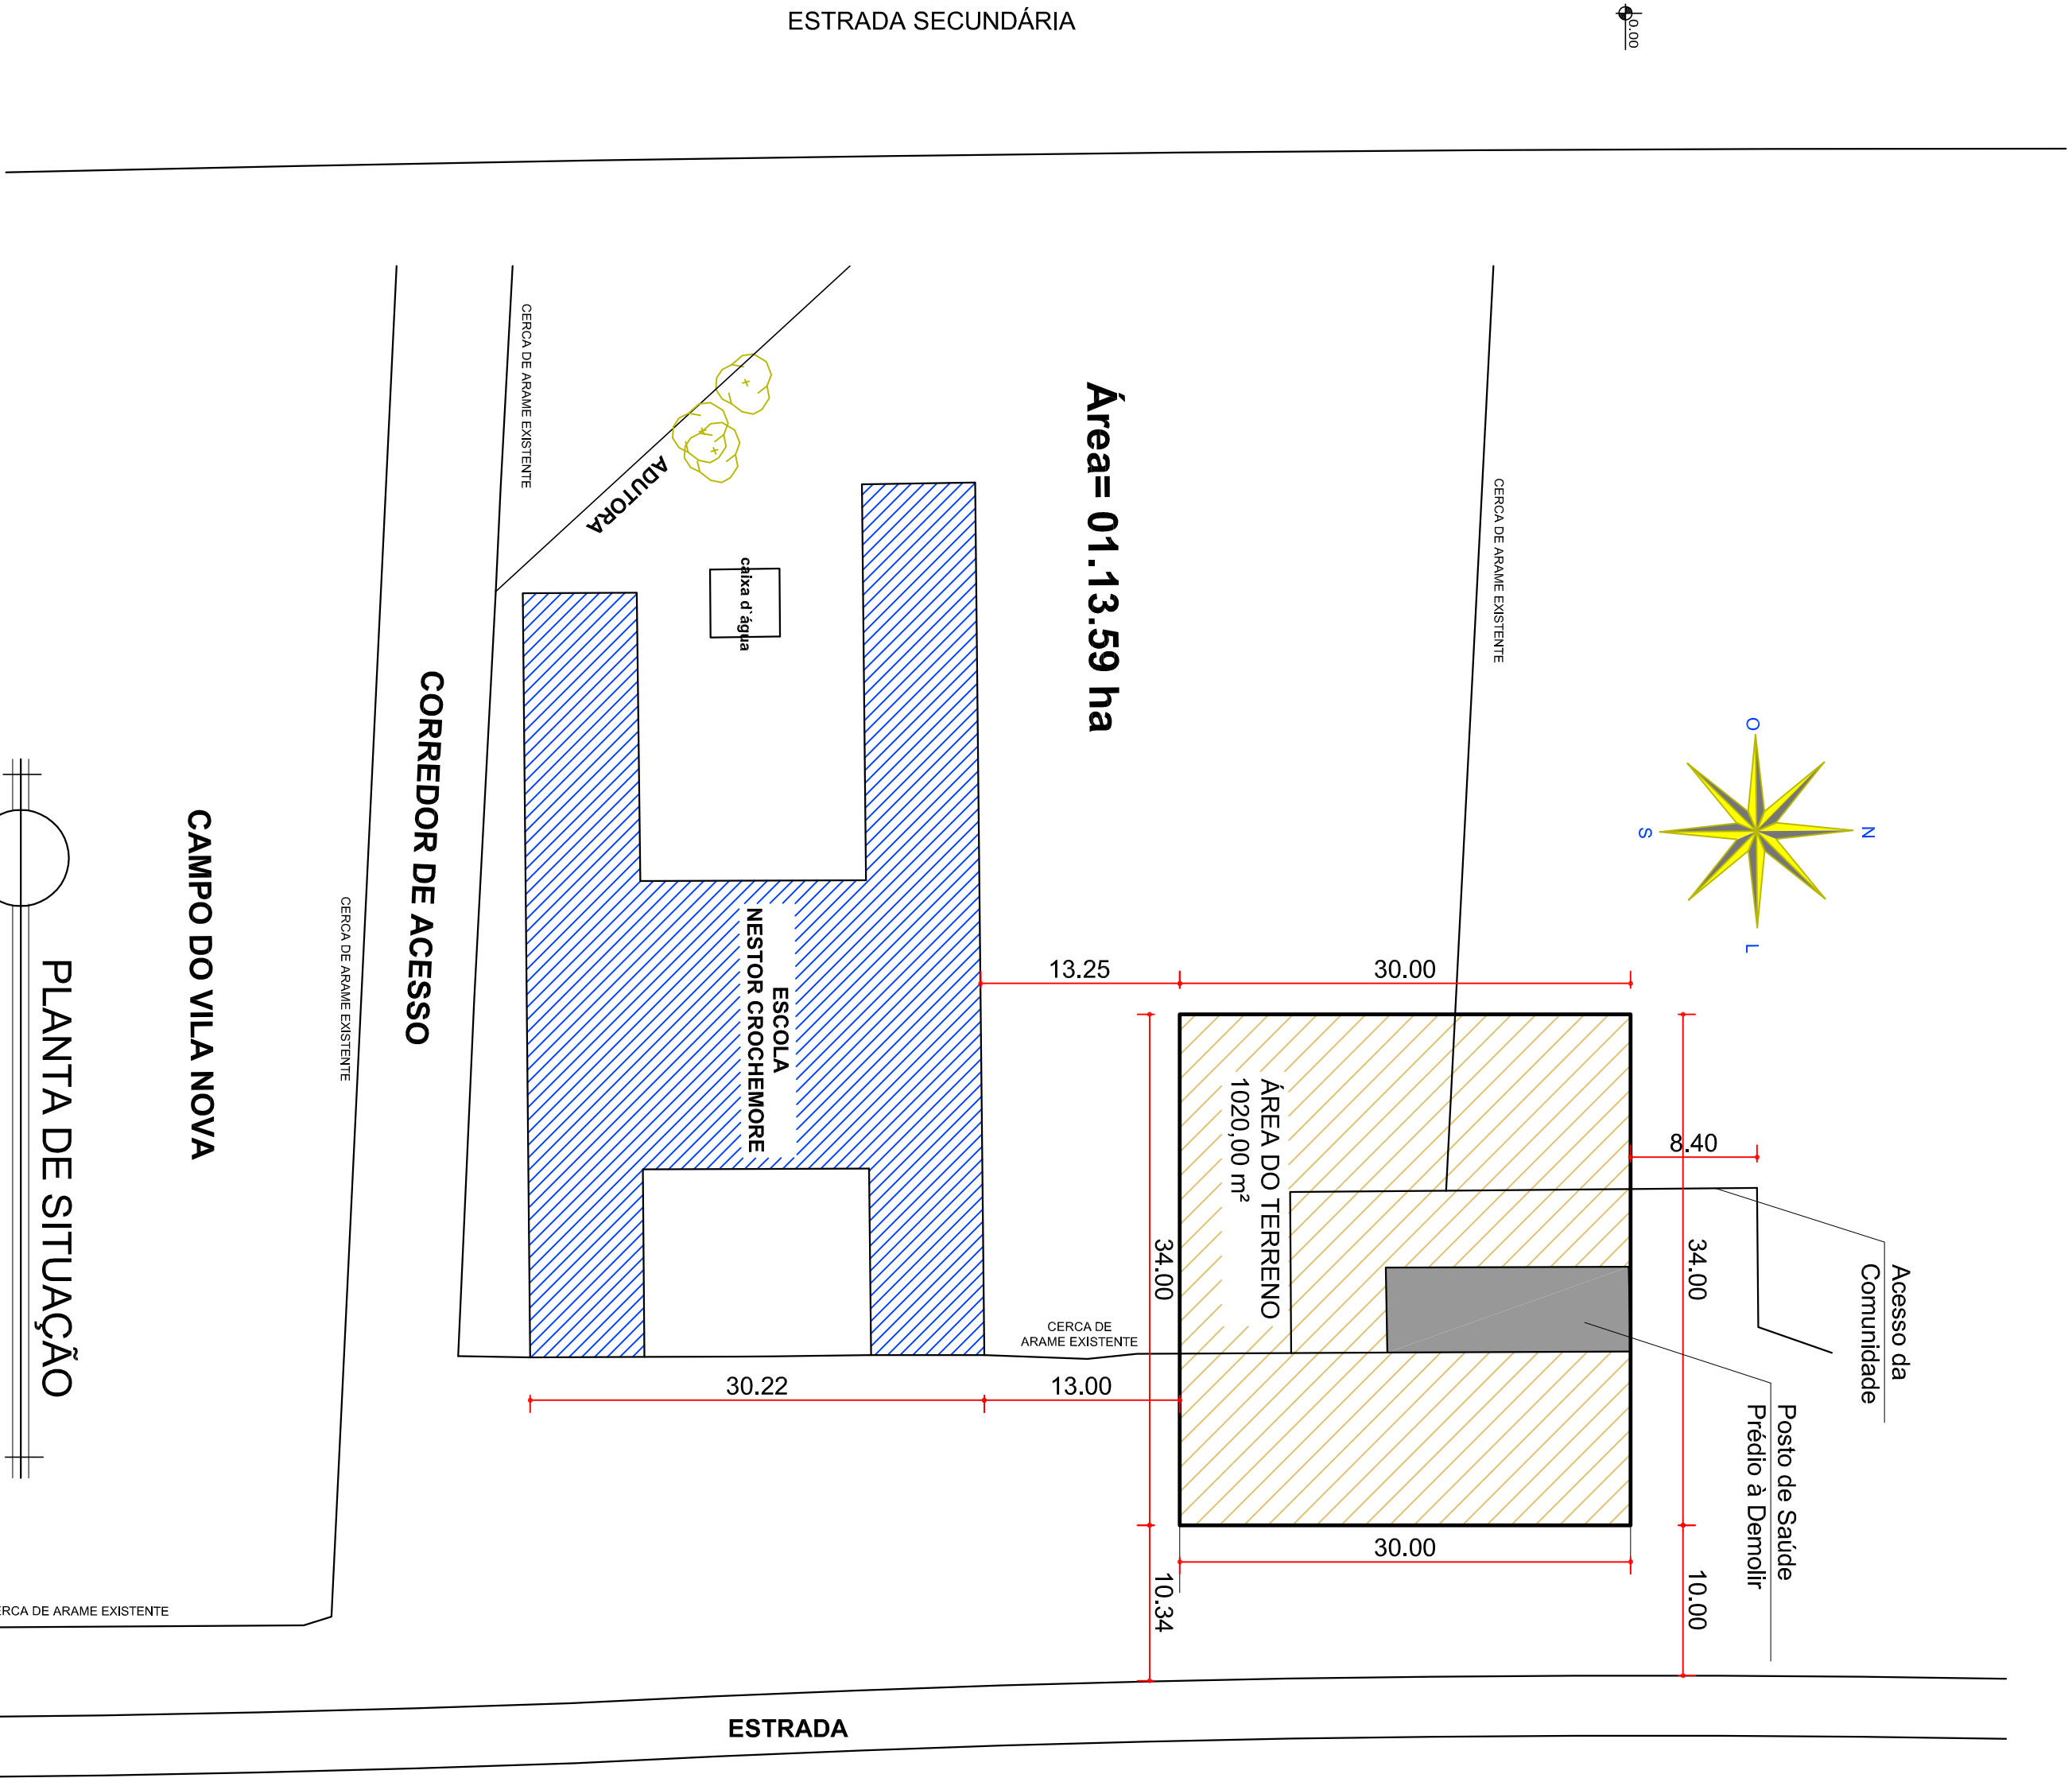 ESTRADA SECUNDÁRIA
0.00
CERCA DE ARAME EXISTENTE
ADUTORA
caixa d`água
Área= 01.13.59 ha
CERCA DE ARAME EXISTENTE
O
N
S
L
CORREDOR DE ACESSO
CAMPO DO VILA NOVA
CERCA DE ARAME EXISTENTE
PLANTA DE SITUAÇÃO
ESCOLA
NESTOR CROCHEMORE
13.25
30.00
8.40
ÁREA DO TERRENO
1020,00 m²
34.00
34.00
Acesso da
Comunidade
CERCA DE
ARAME EXISTENTE
30.22
13.00
Posto de Saúde
Prédio à Demolir
30.00
10.34
10.00
ERCA DE ARAME EXISTENTE
ESTRADA